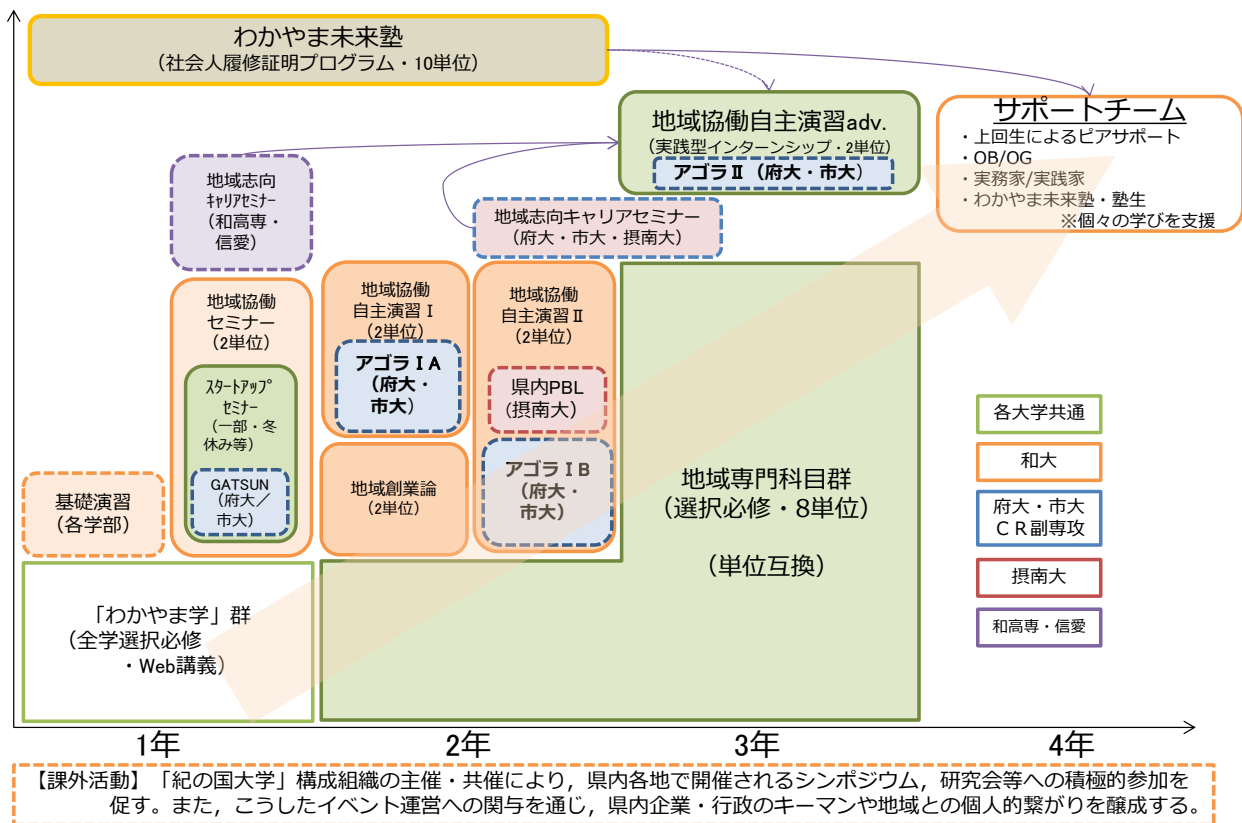 わかやま未来塾
（社会人履修証明プログラム・10単位）
サポートチーム
・上回生によるピアサポート
・OB/OG
・実務家/実践家
・わかやま未来塾・塾生
※個々の学びを支援
地域協働自主演習adv.
（実践型インターンシップ・2単位）
アゴラⅡ（府大・市大）
地域志向
ｷｬﾘｱセミナー
（和高専・
信愛）
地域志向キャリアセミナー
（府大・市大・摂南大）
地域協働
セミナー
（2単位）
ｽﾀｰﾄｱｯﾌﾟ
ｾﾐﾅｰ
（一部・冬
休み等）
GATSUN
（府大／
市大）
地域協働
自主演習Ⅰ
（2単位）
アゴラⅠA
（府大・
市大）
地域協働
自主演習Ⅱ
（2単位）
県内PBL
（摂南大）
アゴラⅠB
（府大・
市大）
基礎演習
（各学部）
地域創業論
（2単位）
地域専門科目群
（選択必修・8単位）
（単位互換）
「わかやま学」群
（全学選択必修
・Web講義）
各大学共通
和大
府大・市大
ＣＲ副専攻
摂南大
和高専・信愛
1年
2年
3年
4年
【課外活動】「紀の国大学」構成組織の主催・共催により，県内各地で開催されるシンポジウム，研究会等への積極的参加を
促す。また，こうしたイベント運営への関与を通じ，県内企業・行政のキーマンや地域との個人的繋がりを醸成する。